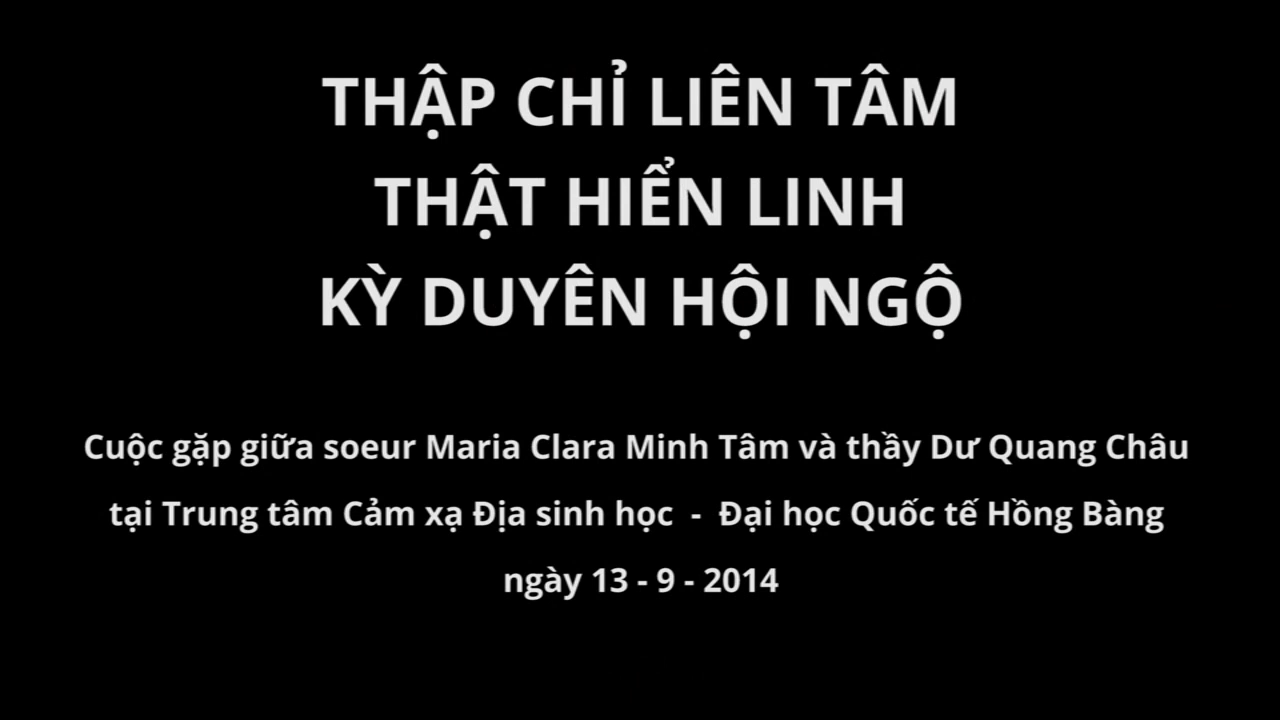 THẬP CHỈ LIÊN TÂM
THẬT HIỂN LINH
KỲ DUYÊN HỘI NGỘ
Cuộc gặp giữa soeur Maria Clara Minh Tâm và thầy Dư Quang Châu
tại Trung tâm Cảm xạ Địa sinh học - Đại học Quốc tế Hồng Bàng
ngày 13 - 9 - 2014